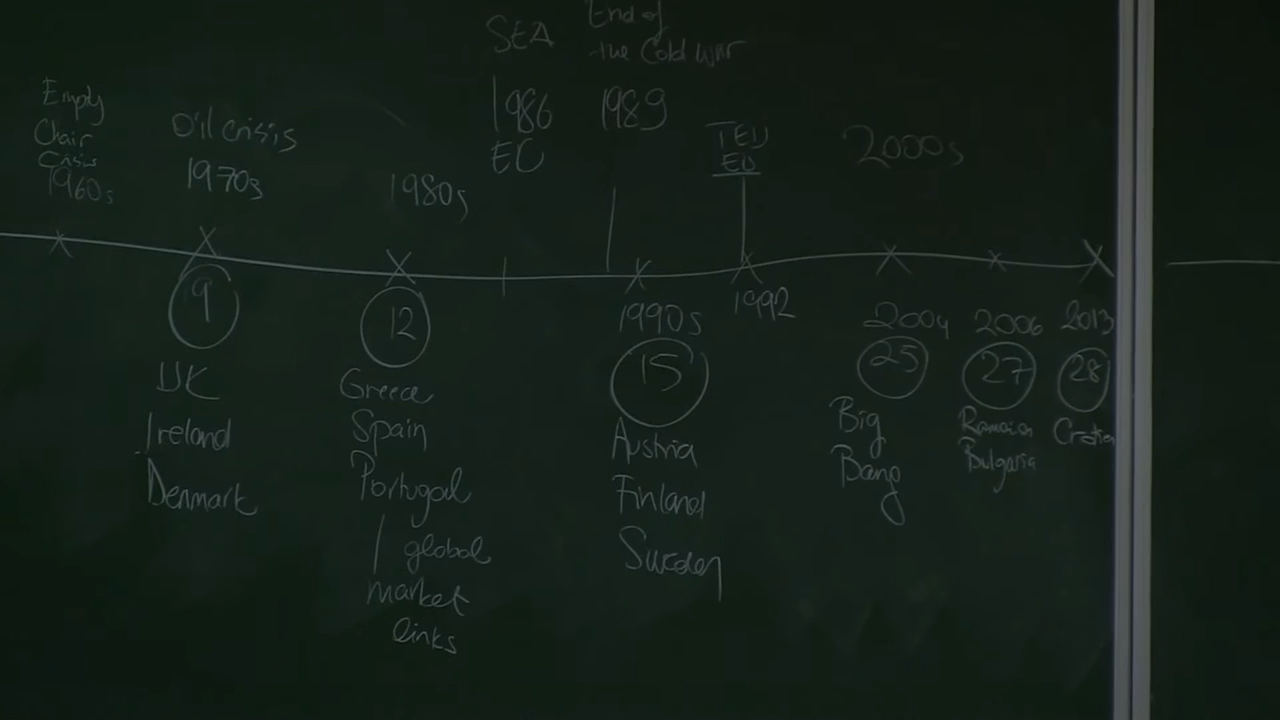 Empty
Chair
Crisis
1960s
Oil crisis
1970s
1980s
SEA
1986
EC
End of
the Cold War
1989
TEU
EU
2000s
9
UK
Ireland
Denmark
12
Greece
Spain
Portugal
/ global
market
links
1990s
15
Austria
Finland
Sweden
1992
2004
25
Big
Bang
2006
27
Romania
Bulgaria
2013
28
Croatia